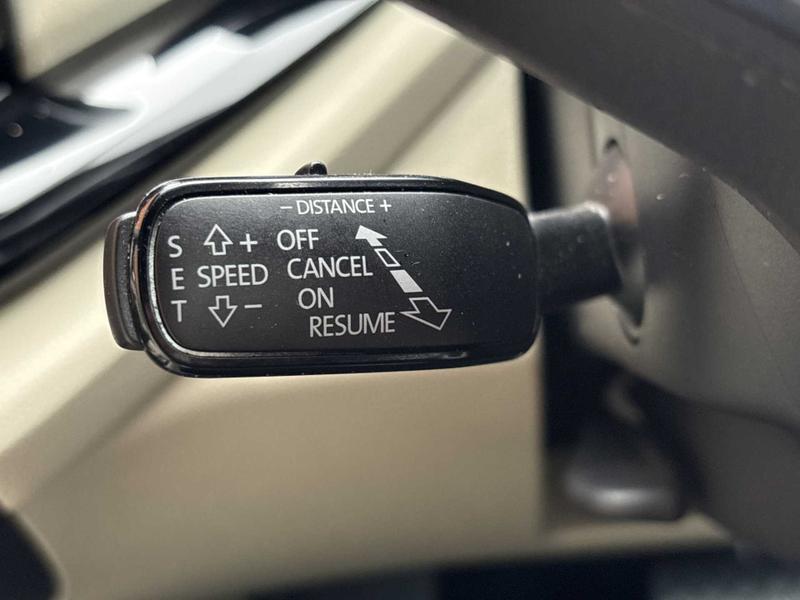 − DISTANCE +
S + OFF
E SPEED CANCEL
ON
T −
RESUME